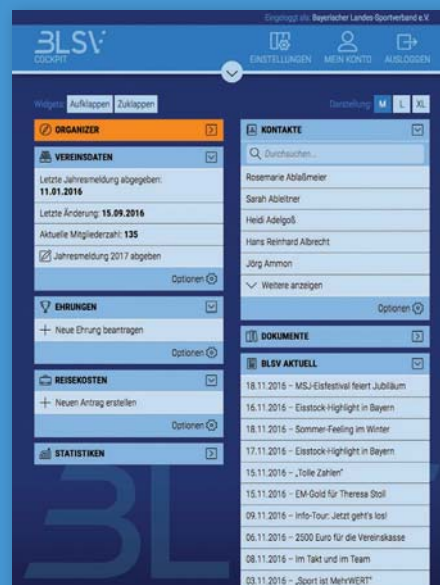 Eingeloggt als: Bayerischer Landes-Sportverband e.V.
BLSV
COCKPIT
EINSTELLUNGEN
MEIN KONTO
AUSLOGGEN
Widgets: Aufklappen Zuklappen
Darstellung: M L XL
ORGANIZER
VEREINSDATEN
Letzte Jahresmeldung abgegeben:
11.01.2016
Letzte Änderung: 15.09.2016
Aktuelle Mitgliederzahl: 135
Jahresmeldung 2017 abgeben
Optionen
EHRUNGEN
+ Neue Ehrung beantragen
Optionen
REISEKOSTEN
+ Neuen Antrag erstellen
Optionen
STATISTIKEN
KONTAKTE
Durchsuchen...
Rosemarie Ablaßmeier
Sarah Ableitner
Heidi Adelgoß
Hans Reinhard Albrecht
Jörg Ammon
Weitere anzeigen
Optionen
DOKUMENTE
BLSV AKTUELL
18.11.2016 – MSJ-Eisfestival feiert Jubiläum
16.11.2016 – Eisstock-Highlight in Bayern
18.11.2016 – Sommer-Feeling im Winter
17.11.2016 – Eisstock-Highlight in Bayern
15.11.2016 – „Tolle Zahlen"
15.11.2016 – EM-Gold für Theresa Stoll
09.11.2016 – Info-Tour: Jetzt geht's los!
06.11.2016 – 2500 Euro für die Vereinskasse
08.11.2016 – Im Takt und im Team
03.11.2016 – „Sport ist MehrWERT"
BL